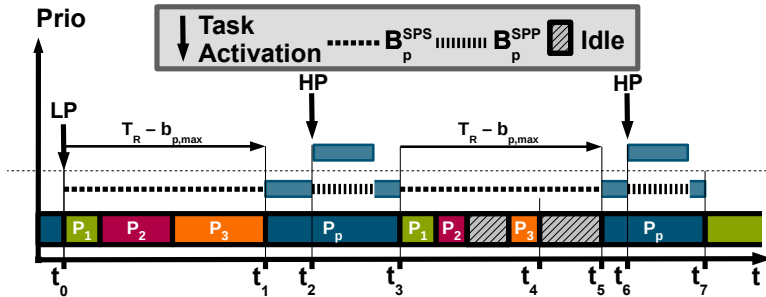 Prio
Task Activation
B_p^SPS
B_p^SPP
Idle
LP
HP
HP
T_R – b_p,max
T_R – b_p,max
P_1 P_2 P_3 P_p P_1 P_2 P_3 P_p
t_0 t_1 t_2 t_3 t_4 t_5 t_6 t_7
t